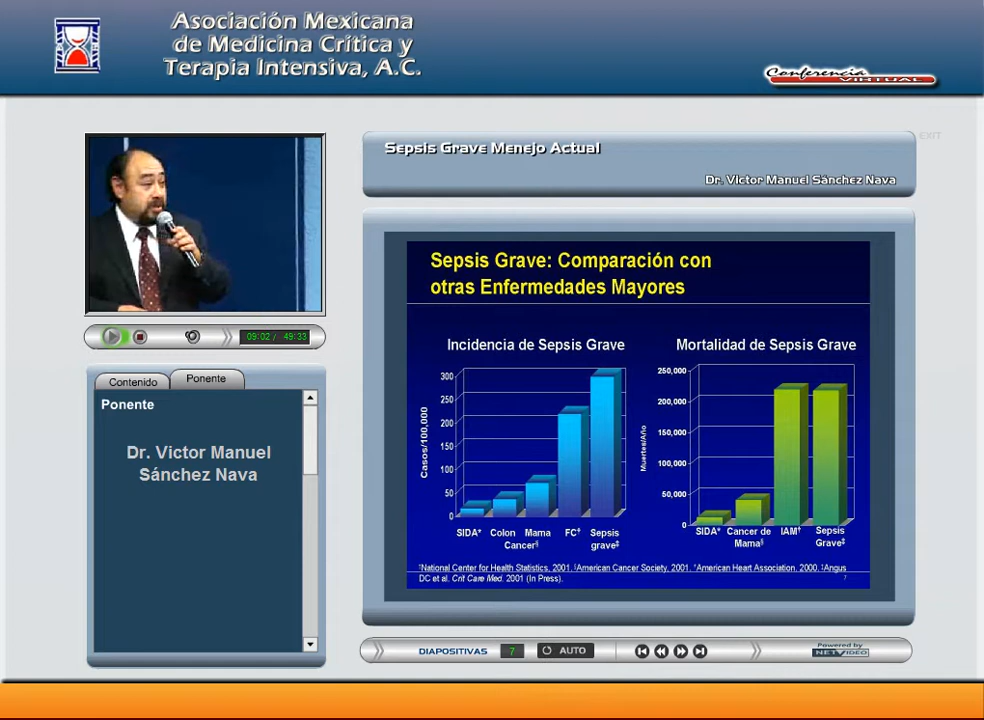 Asociación Mexicana
de Medicina Crítica y
Terapia Intensiva, A.C.
Conferencia
VIRTUAL
EXIT
Sepsis Grave Menejo Actual
Dr. Victor Manuel Sánchez Nava
09:02 / 49:33
Contenido
Ponente
Ponente
Dr. Victor Manuel
Sánchez Nava
Sepsis Grave: Comparación con
otras Enfermedades Mayores
Incidencia de Sepsis Grave
Casos/100,000
300
250
200
150
100
50
0
SIDA* Colon Mama FC† Sepsis
Cancer§ grave‡
Mortalidad de Sepsis Grave
Muertes/Año
250,000
200,000
150,000
100,000
50,000
0
SIDA* Cancer de IAM† Sepsis
Mama§ Grave‡
National Center for Health Statistics, 2001. American Cancer Society, 2001. American Heart Association. 2000. ‡Angus
DC et al. Crit Care Med. 2001 (In Press).
7
DIAPOSITIVAS 7 AUTO
Powered by
NETVIDEO